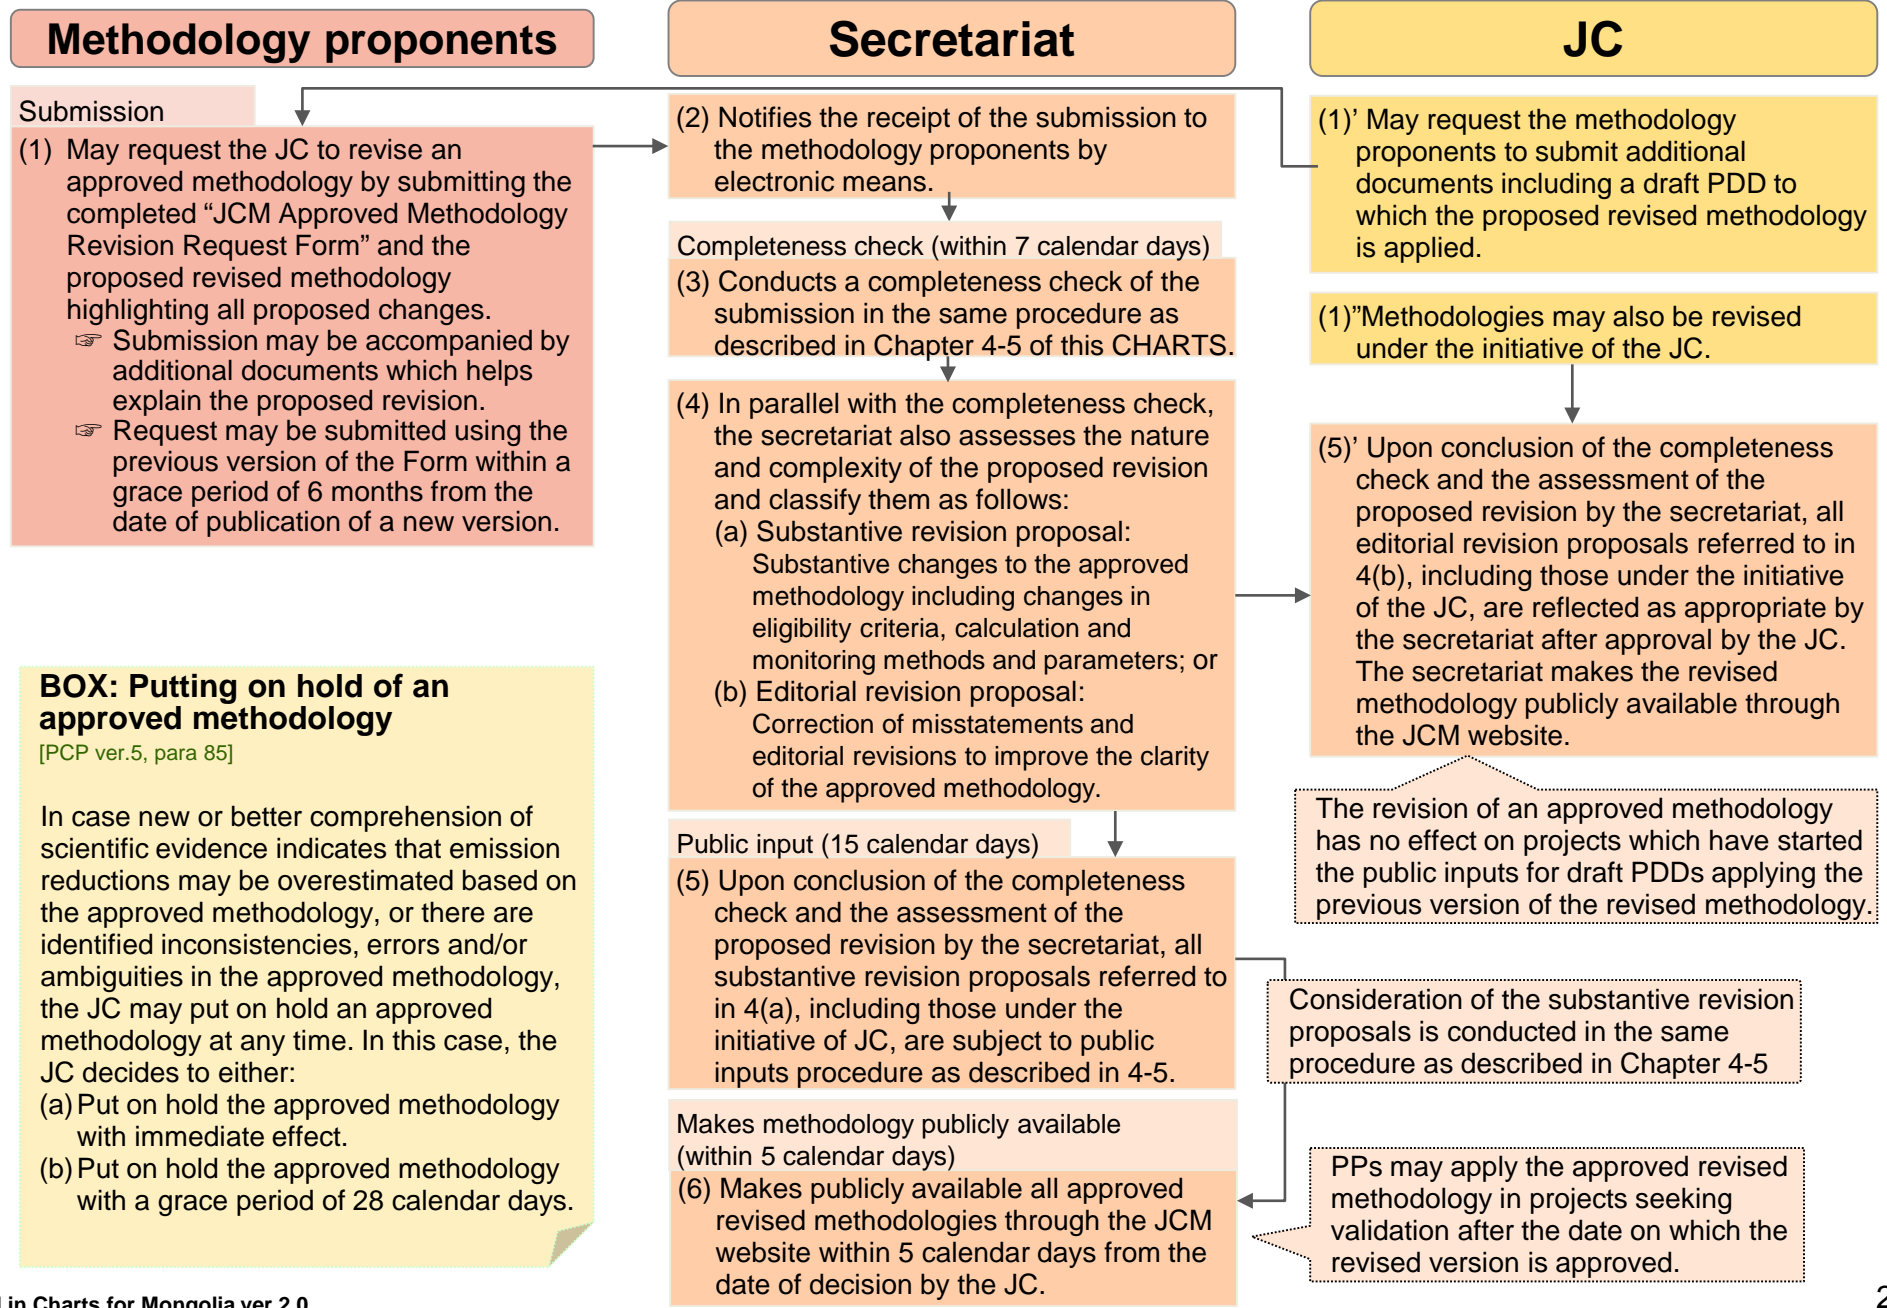 Methodology proponents
Submission
(1) May request the JC to revise an
approved methodology by submitting the
completed “JCM Approved Methodology
Revision Request Form” and the
proposed revised methodology
highlighting all proposed changes.
☞ Submission may be accompanied by
additional documents which helps
explain the proposed revision.
☞ Request may be submitted using the
previous version of the Form within a
grace period of 6 months from the
date of publication of a new version.
BOX: Putting on hold of an
approved methodology
[PCP ver.5, para 85]
In case new or better comprehension of
scientific evidence indicates that emission
reductions may be overestimated based on
the approved methodology, or there are
identified inconsistencies, errors and/or
ambiguities in the approved methodology,
the JC may put on hold an approved
methodology at any time. In this case, the
JC decides to either:
(a) Put on hold the approved methodology
with immediate effect.
(b) Put on hold the approved methodology
with a grace period of 28 calendar days.
Secretariat
(2) Notifies the receipt of the submission to
the methodology proponents by
electronic means.
Completeness check (within 7 calendar days)
(3) Conducts a completeness check of the
submission in the same procedure as
described in Chapter 4-5 of this CHARTS.
(4) In parallel with the completeness check,
the secretariat also assesses the nature
and complexity of the proposed revision
and classify them as follows:
(a) Substantive revision proposal:
Substantive changes to the approved
methodology including changes in
eligibility criteria, calculation and
monitoring methods and parameters; or
(b) Editorial revision proposal:
Correction of misstatements and
editorial revisions to improve the clarity
of the approved methodology.
Public input (15 calendar days)
(5) Upon conclusion of the completeness
check and the assessment of the
proposed revision by the secretariat, all
substantive revision proposals referred to
in 4(a), including those under the
initiative of JC, are subject to public
inputs procedure as described in 4-5.
Makes methodology publicly available
(within 5 calendar days)
(6) Makes publicly available all approved
revised methodologies through the JCM
website within 5 calendar days from the
date of decision by the JC.
JC
(1)’ May request the methodology
proponents to submit additional
documents including a draft PDD to
which the proposed revised methodology
is applied.
(1)”Methodologies may also be revised
under the initiative of the JC.
(5)’ Upon conclusion of the completeness
check and the assessment of the
proposed revision by the secretariat, all
editorial revision proposals referred to in
4(b), including those under the initiative
of the JC, are reflected as appropriate by
the secretariat after approval by the JC.
The secretariat makes the revised
methodology publicly available through
the JCM website.
The revision of an approved methodology
has no effect on projects which have started
the public inputs for draft PDDs applying the
previous version of the revised methodology.
Consideration of the substantive revision
proposals is conducted in the same
procedure as described in Chapter 4-5
PPs may apply the approved revised
methodology in projects seeking
validation after the date on which the
revised version is approved.
in Charts for Mongolia ver 2.0